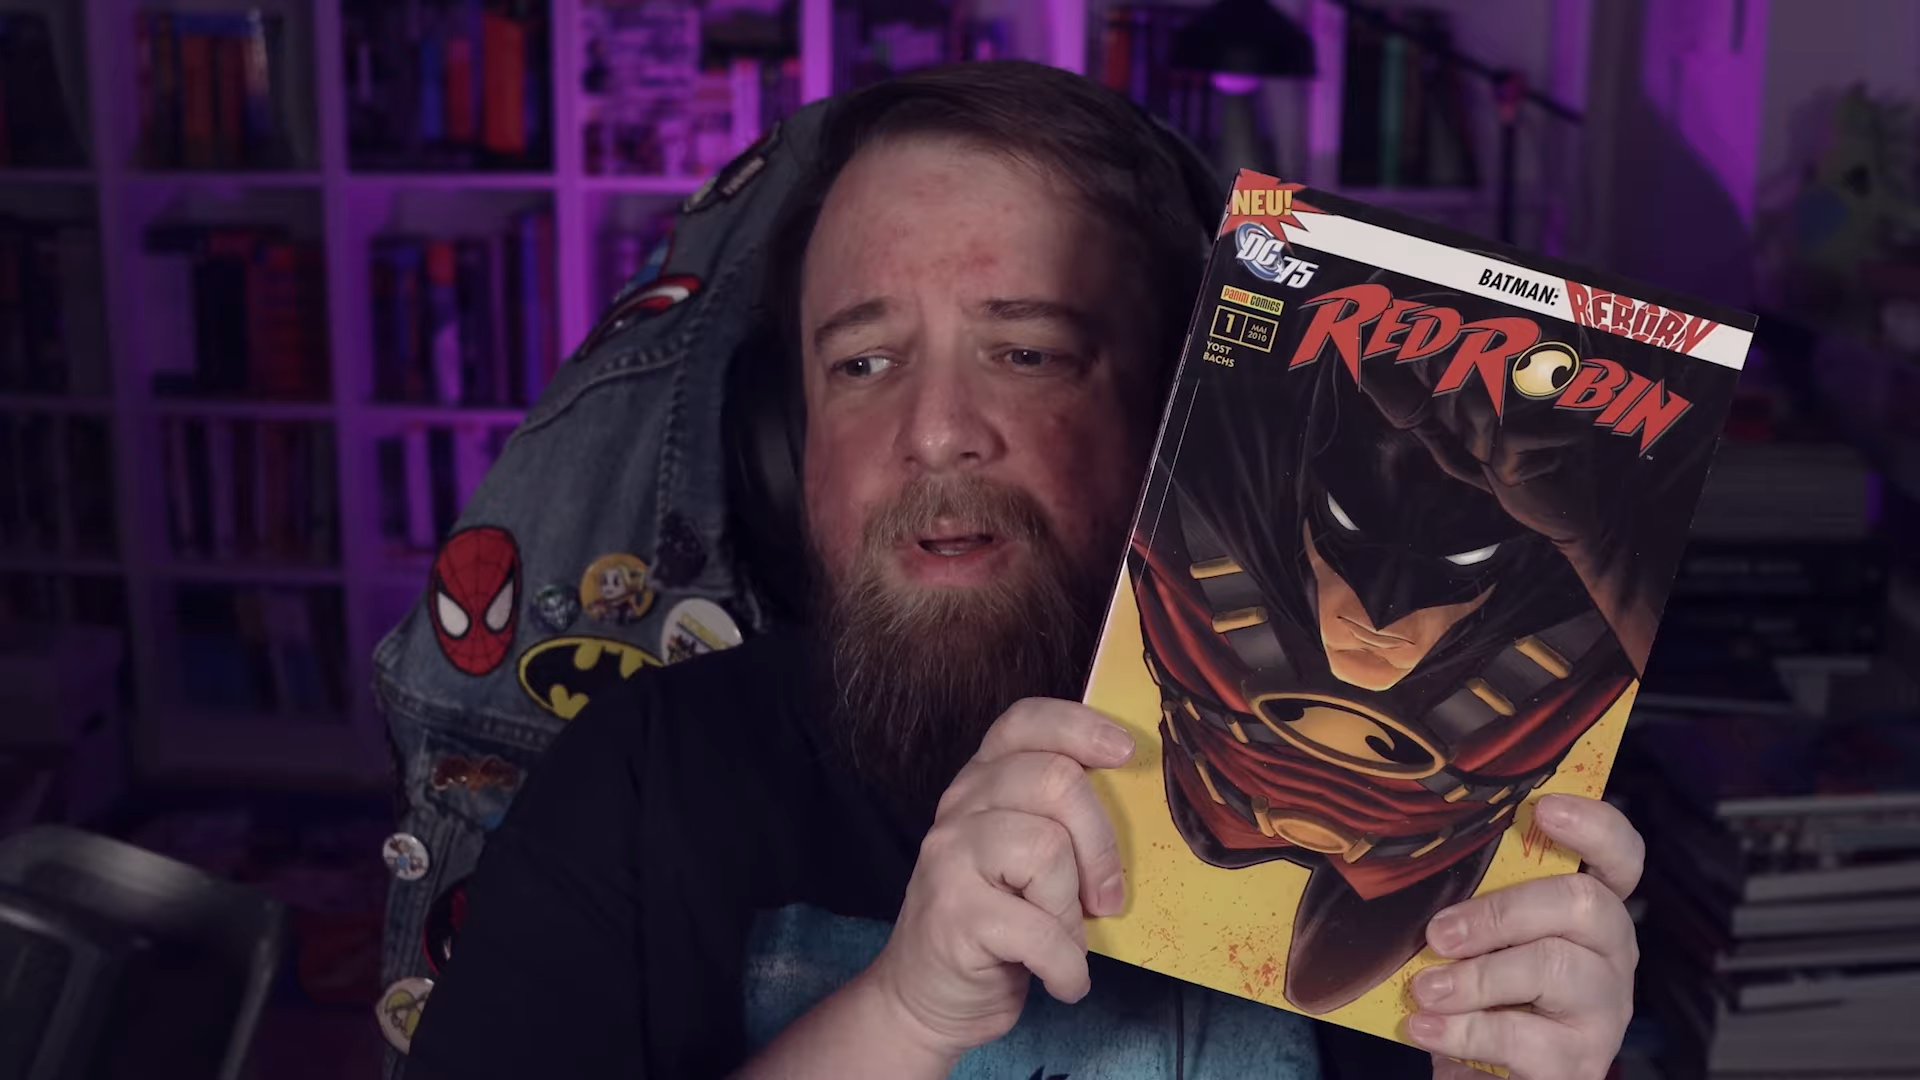 NEU!
DC 75
BATMAN: REBORN
PANINI COMICS
1 MAI 2010
YOST
BACHS
RED ROBIN